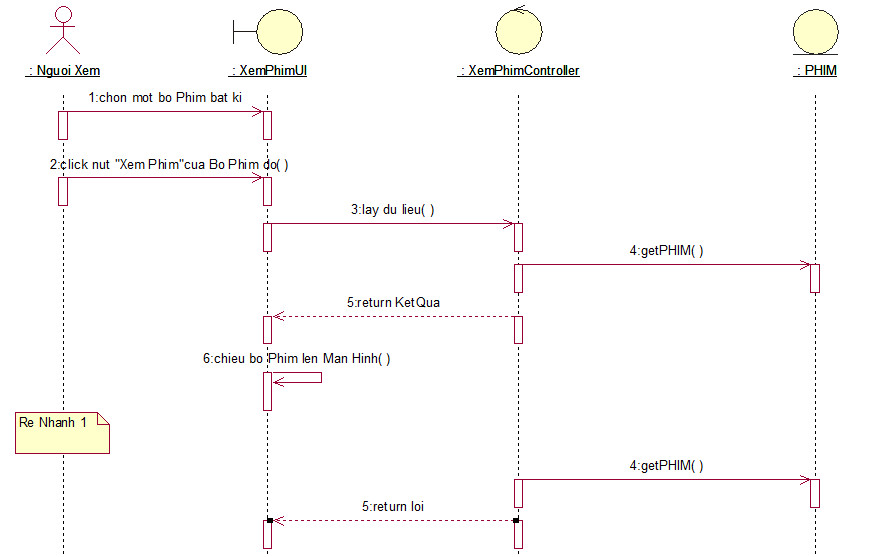 : Nguoi Xem
: XemPhimUI
: XemPhimController
: PHIM
1:chon mot bo Phim bat ki
2:click nut "Xem Phim"cua Bo Phim do( )
3:lay du lieu( )
4:getPHIM( )
5:return KetQua
6:chieu bo Phim len Man Hinh( )
Re Nhanh 1
4:getPHIM( )
5:return loi